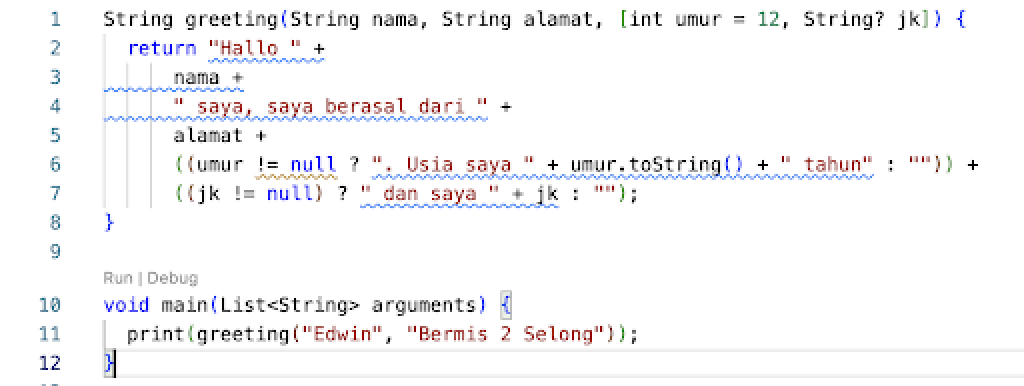 1 String greeting(String nama, String alamat, [int umur = 12, String? jk]) {
2 return "Hallo " +
3 nama +
4 " saya, saya berasal dari " +
5 alamat +
6 ((umur != null ? ". Usia saya " + umur.toString() + " tahun" : "")) +
7 ((jk != null) ? " dan saya " + jk : "");
8 }
9
Run | Debug
10 void main(List<String> arguments) {
11 print(greeting("Edwin", "Bermis 2 Selong"));
12 }